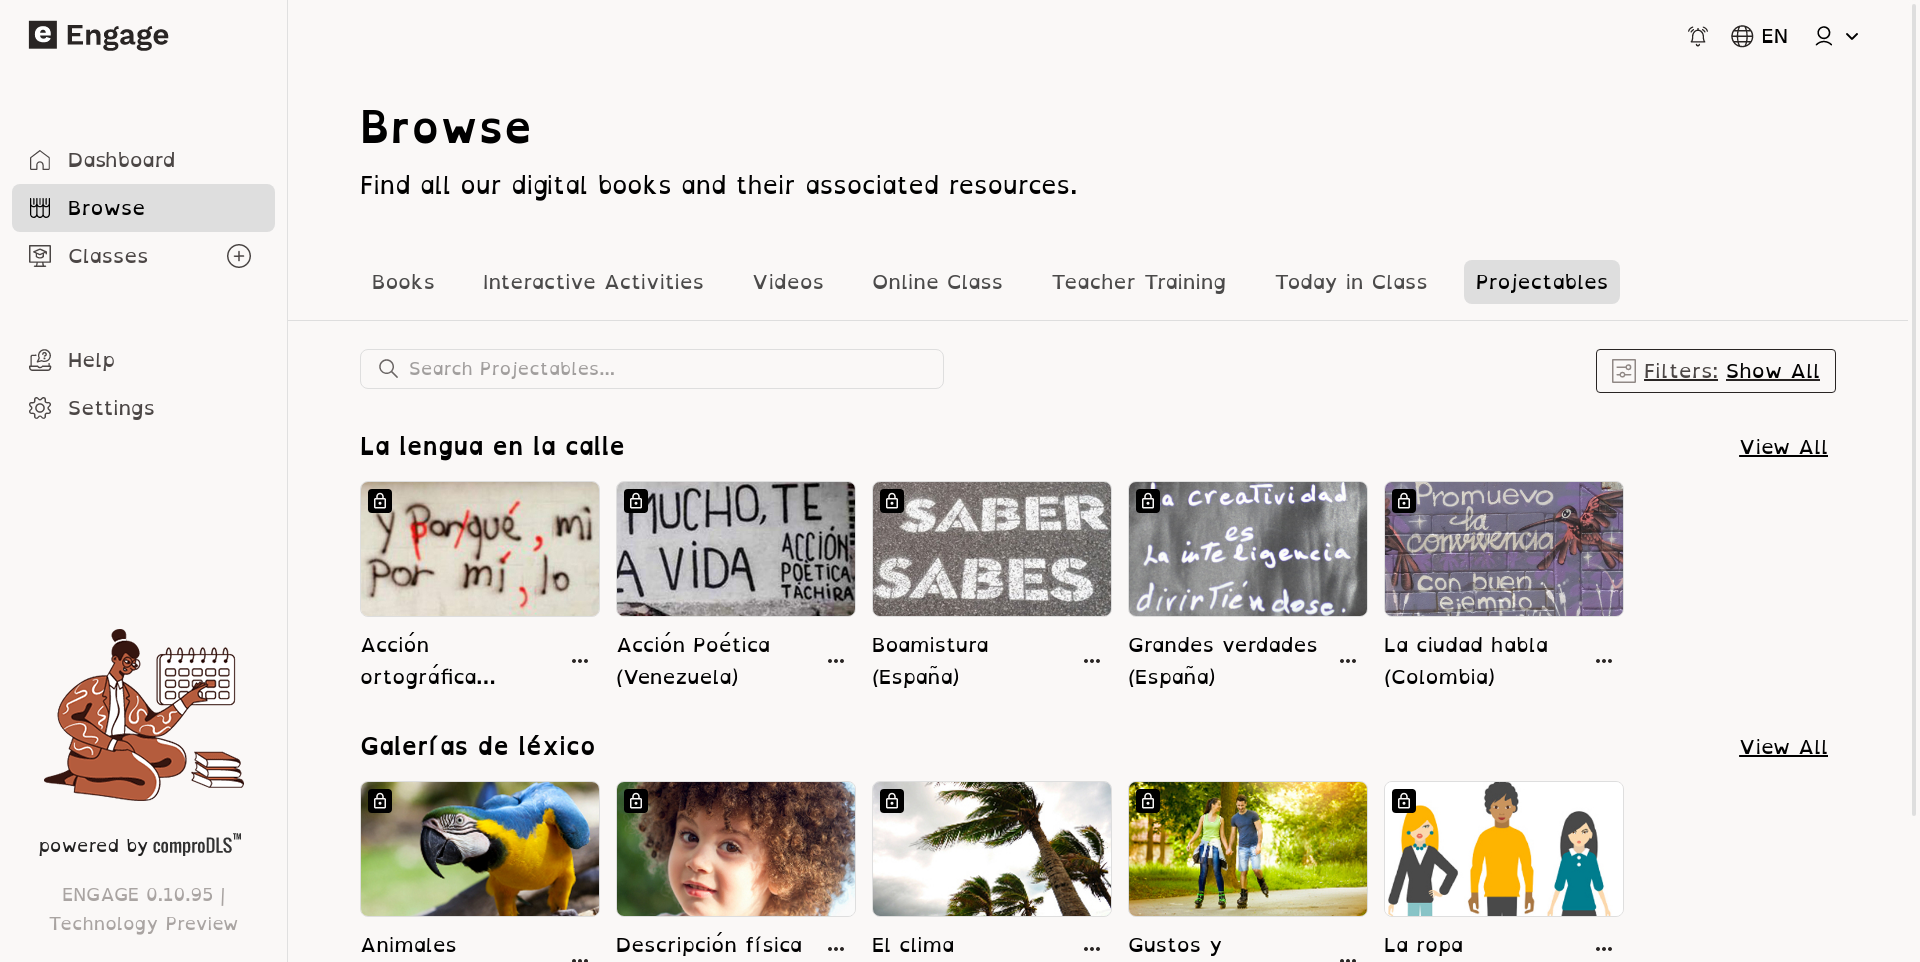 Engage
EN
Dashboard
Browse
Classes
Help
Settings
powered by comproDLS™
ENGAGE 0.10.95 |
Technology Preview
Browse
Find all our digital books and their associated resources.
Books
Interactive Activities
Videos
Online Class
Teacher Training
Today in Class
Projectables
Search Projectables...
Filters: Show All
La lengua en la calle
View All
y por/qué, mi
por mí, lo
MUCHO, TE
A VIDA
ACCIÓN
POÉTICA
TÁCHIRA
SABER
SABES
la creatividad
es
la inteligencia
divirTiéndose.
Promuevo
la
convivencia
con buen
ejemplo
Acción
ortográfica...
Acción Poética
(Venezuela)
Boamistura
(España)
Grandes verdades
(España)
La ciudad habla
(Colombia)
Galerías de léxico
View All
Animales
Descripción física
El clima
Gustos y
La ropa